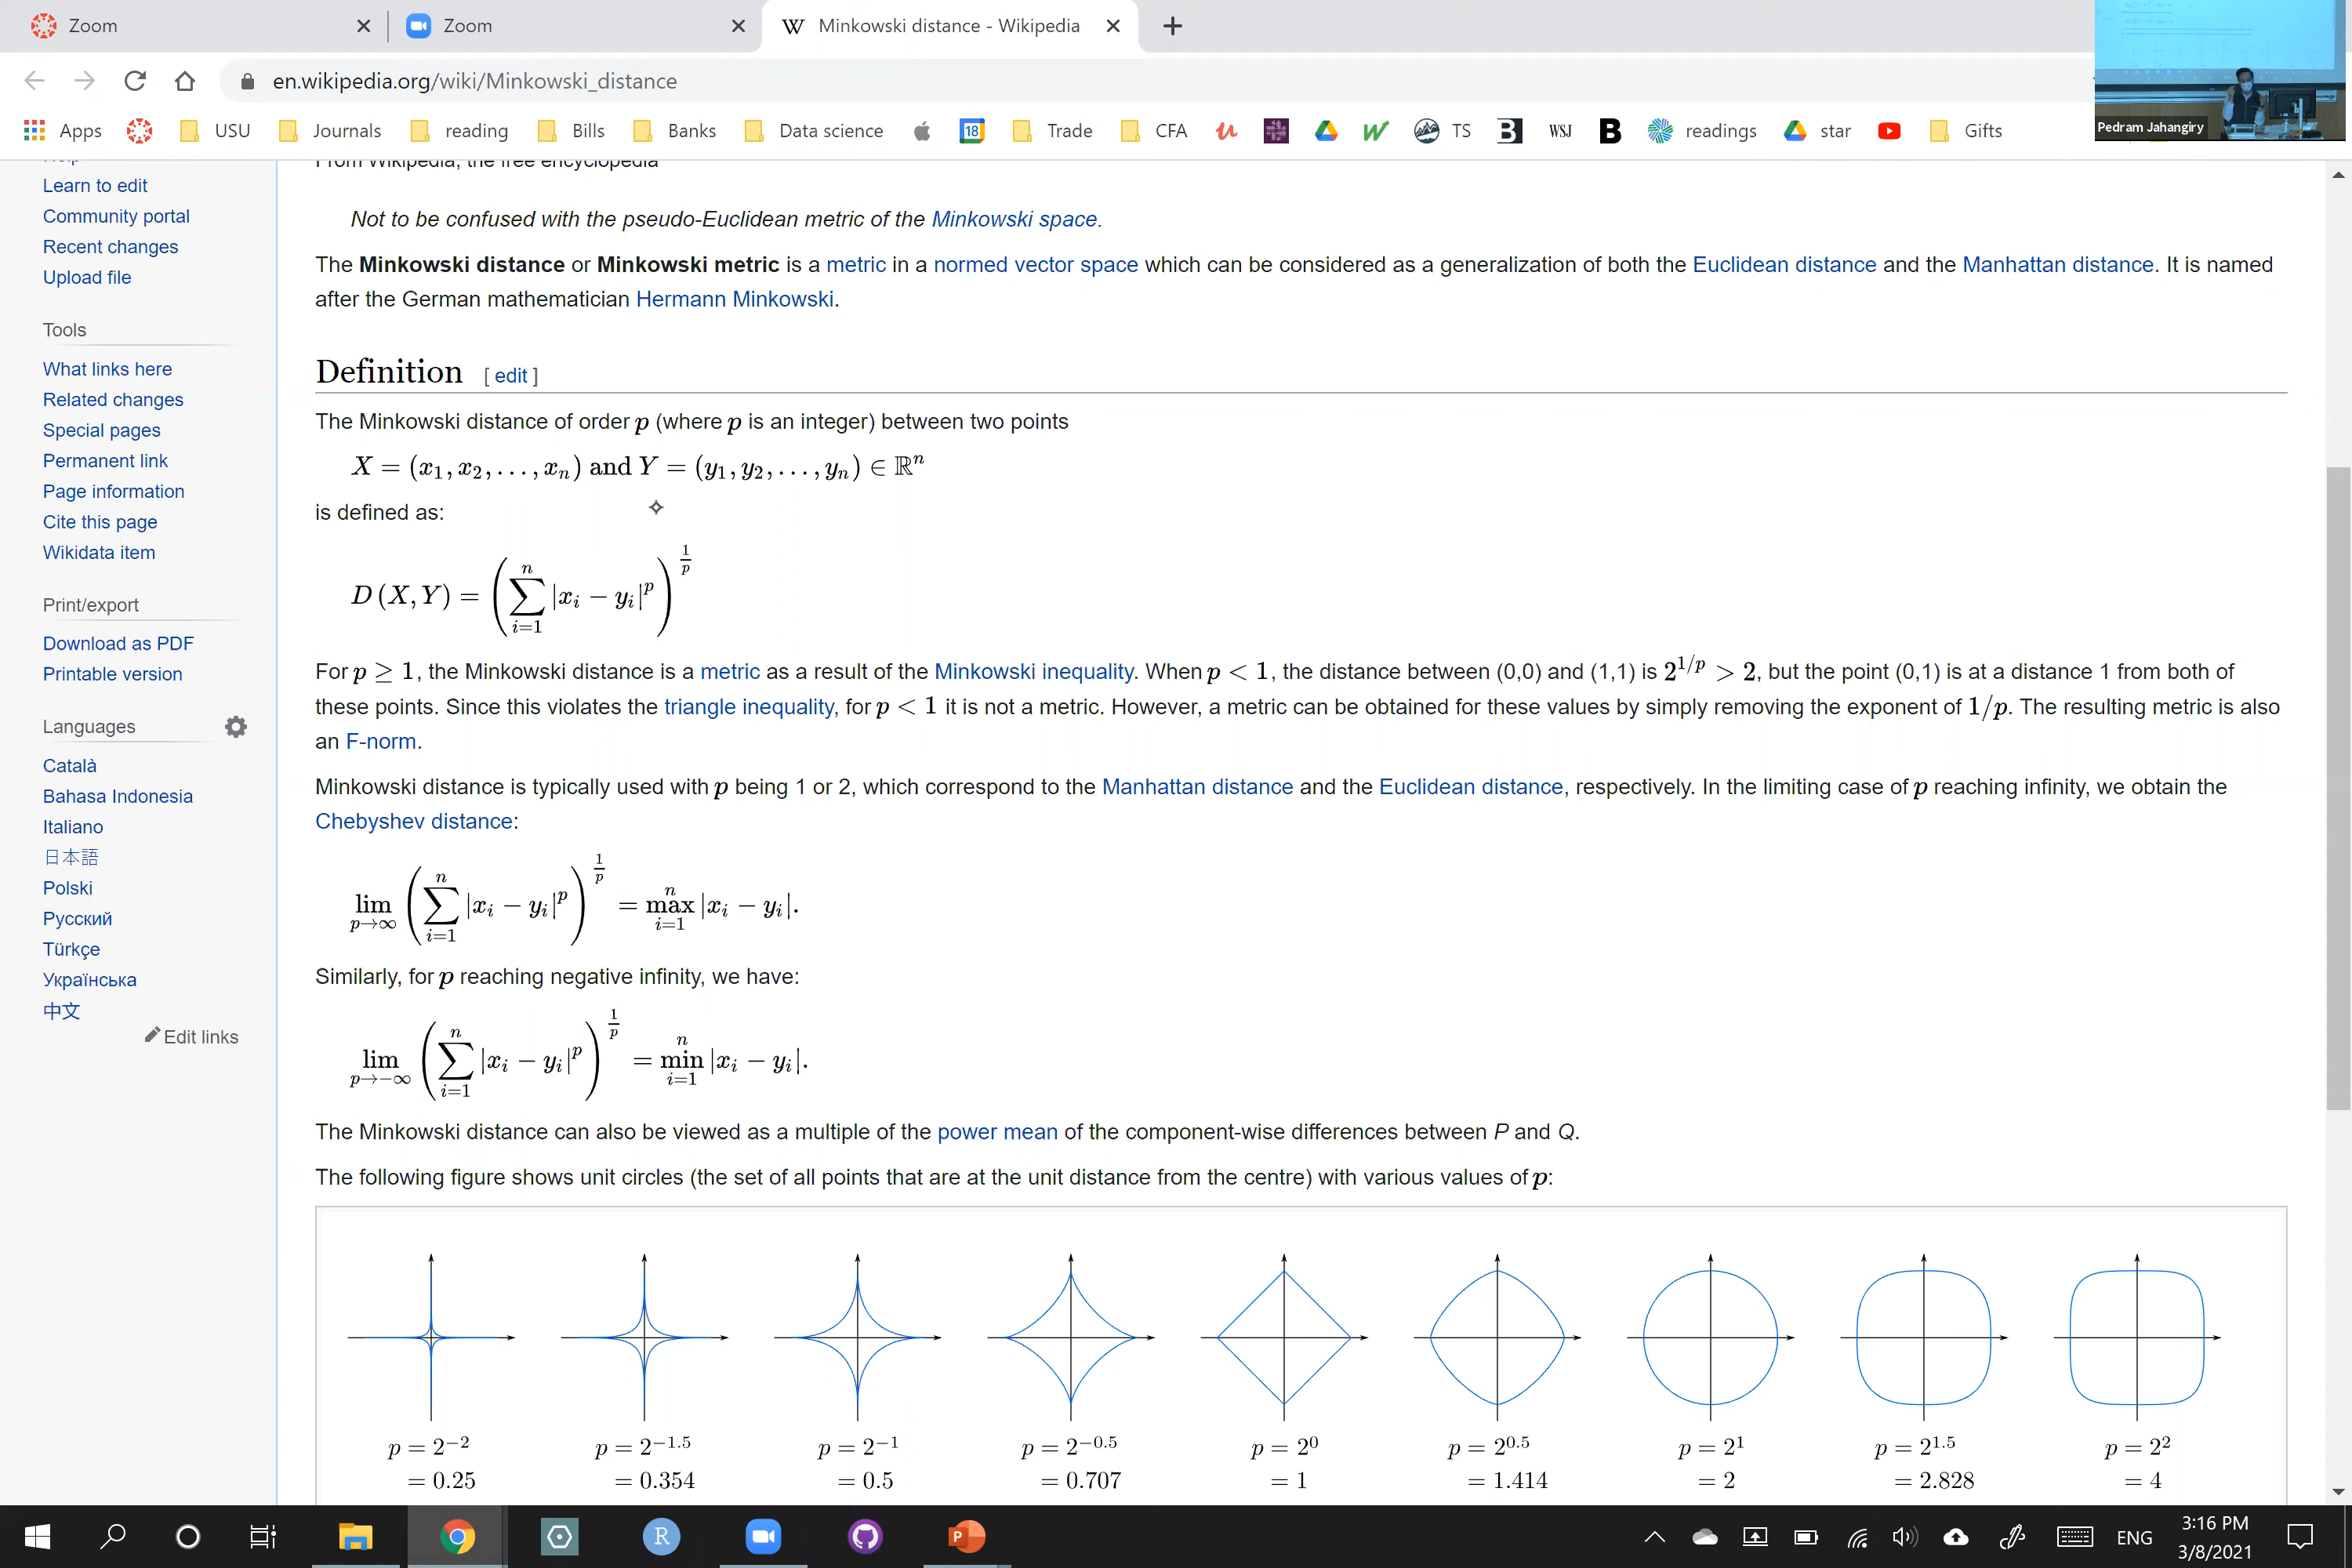 Zoom
Zoom
Minkowski distance - Wikipedia
en.wikipedia.org/wiki/Minkowski_distance
Apps
USU
Journals
reading
Bills
Banks
Data science
18
Trade
CFA
TS
WSJ
B
readings
star
Gifts
Pedram Jahangiry
From Wikipedia, the free encyclopedia
Help
Learn to edit
Community portal
Recent changes
Upload file
Tools
What links here
Related changes
Special pages
Permanent link
Page information
Cite this page
Wikidata item
Print/export
Download as PDF
Printable version
Languages
Català
Bahasa Indonesia
Italiano
日本語
Polski
Русский
Türkçe
Українська
中文
Edit links
Not to be confused with the pseudo-Euclidean metric of the Minkowski space.
The Minkowski distance or Minkowski metric is a metric in a normed vector space which can be considered as a generalization of both the Euclidean distance and the Manhattan distance. It is named
after the German mathematician Hermann Minkowski.
Definition [ edit ]
The Minkowski distance of order p (where p is an integer) between two points
X = (x₁, x₂, . . . , xₙ) and Y = (y₁, y₂, . . . , yₙ) ∈ ℝⁿ
is defined as:
D (X, Y) = (∑ⁿᵢ₌₁ |xᵢ − yᵢ|ᵖ)^(1/p)
For p ≥ 1, the Minkowski distance is a metric as a result of the Minkowski inequality. When p < 1, the distance between (0,0) and (1,1) is 2^(1/p) > 2, but the point (0,1) is at a distance 1 from both of
these points. Since this violates the triangle inequality, for p < 1 it is not a metric. However, a metric can be obtained for these values by simply removing the exponent of 1/p. The resulting metric is also
an F-norm.
Minkowski distance is typically used with p being 1 or 2, which correspond to the Manhattan distance and the Euclidean distance, respectively. In the limiting case of p reaching infinity, we obtain the
Chebyshev distance:
lim p→∞ (∑ⁿᵢ₌₁ |xᵢ − yᵢ|ᵖ)^(1/p) = maxⁿᵢ₌₁ |xᵢ − yᵢ|.
Similarly, for p reaching negative infinity, we have:
lim p→−∞ (∑ⁿᵢ₌₁ |xᵢ − yᵢ|ᵖ)^(1/p) = minⁿᵢ₌₁ |xᵢ − yᵢ|.
The Minkowski distance can also be viewed as a multiple of the power mean of the component-wise differences between P and Q.
The following figure shows unit circles (the set of all points that are at the unit distance from the centre) with various values of p:
p = 2⁻² = 0.25
p = 2^−1.5 = 0.354
p = 2⁻¹ = 0.5
p = 2^−0.5 = 0.707
p = 2⁰ = 1
p = 2^0.5 = 1.414
p = 2¹ = 2
p = 2^1.5 = 2.828
p = 2² = 4
ENG
3:16 PM
3/8/2021